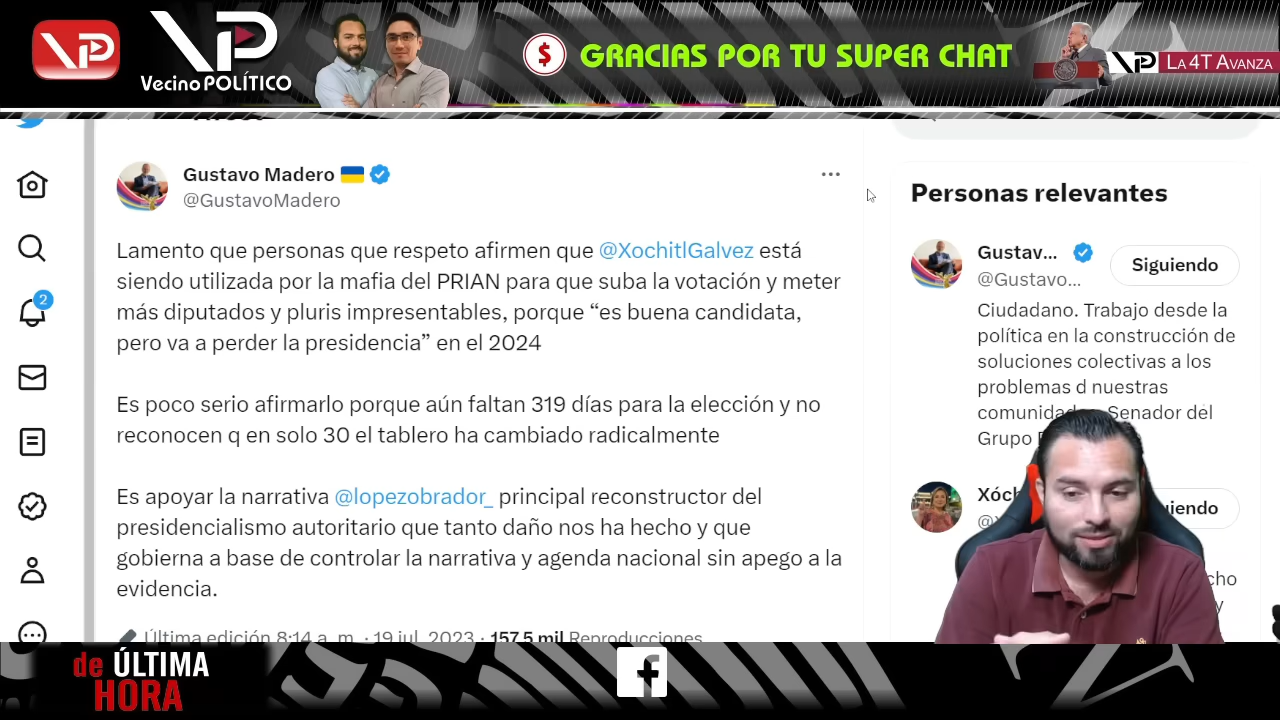 VP
VP
Vecino POLÍTICO
$ GRACIAS POR TU SUPER CHAT
VP LA 4T AVANZA
Gustavo Madero
@GustavoMadero
Lamento que personas que respeto afirmen que @XochitlGalvez está
siendo utilizada por la mafia del PRIAN para que suba la votación y meter
más diputados y pluris impresentables, porque “es buena candidata,
pero va a perder la presidencia” en el 2024
Es poco serio afirmarlo porque aún faltan 319 días para la elección y no
reconocen q en solo 30 el tablero ha cambiado radicalmente
Es apoyar la narrativa @lopezobrador_ principal reconstructor del
presidencialismo autoritario que tanto daño nos ha hecho y que
gobierna a base de controlar la narrativa y agenda nacional sin apego a la
evidencia.
Última edición 8:14 a. m. · 19 jul. 2023 · 157,5 mil Reproducciones
2
Personas relevantes
Gustav...
@Gustavo...
Siguiendo
Ciudadano. Trabajo desde la
política en la construcción de
soluciones colectivas a los
problemas d nuestras
Senador del
Grupo
Xóc
de ÚLTIMA
HORA
f